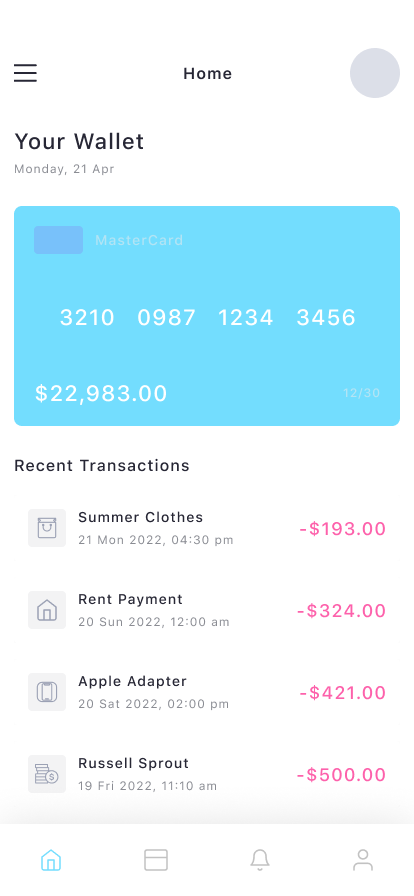 Home
Your Wallet
Monday, 21 Apr
MasterCard
3210 0987 1234 3456
$22,983.00 12/30
Recent Transactions
Summer Clothes
21 Mon 2022, 04:30 pm
-$193.00
Rent Payment
20 Sun 2022, 12:00 am
-$324.00
Apple Adapter
20 Sat 2022, 02:00 pm
-$421.00
Russell Sprout
19 Fri 2022, 11:10 am
-$500.00